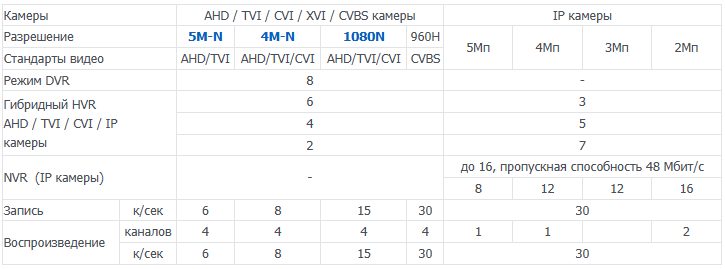 Камеры AHD / TVI / CVI / XVI / CVBS камеры IP камеры
Разрешение 5M-N 4M-N 1080N 960H 5Мп 4Мп 3Мп 2Мп
Стандарты видео AHD/TVI AHD/TVI/CVI AHD/TVI/CVI CVBS
Режим DVR 8 -
Гибридный HVR 6 3
AHD / TVI / CVI / IP 4 5
камеры 2 7
NVR (IP камеры) - до 16, пропускная способность 48 Мбит/с
8 12 12 16
Запись к/сек 6 8 15 30 30
Воспроизведение каналов 4 4 4 4 1 1 2
к/сек 6 8 15 30 30